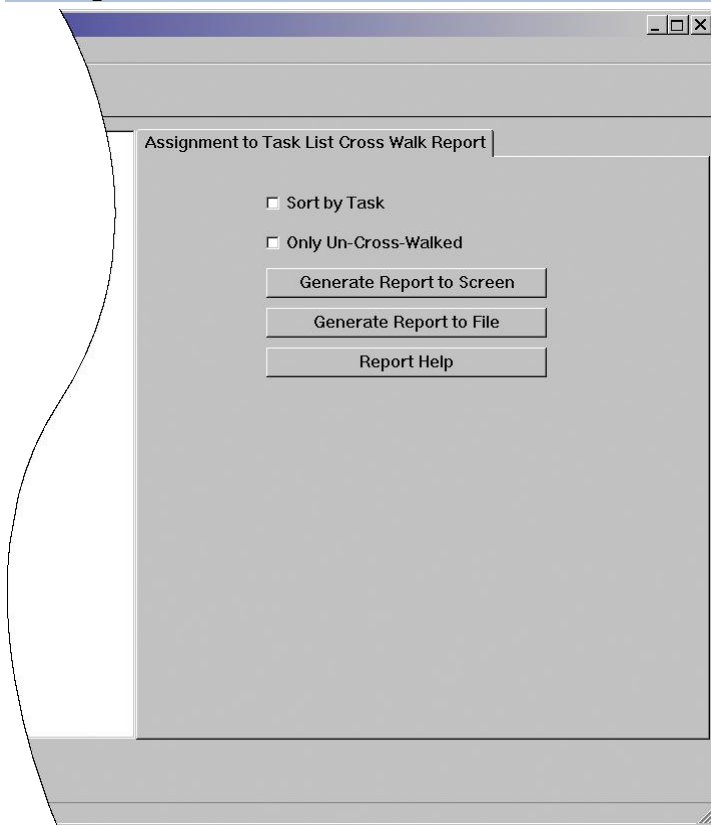 Assignment to Task List Cross Walk Report
Sort by Task
Only Un-Cross-Walked
Generate Report to Screen
Generate Report to File
Report Help